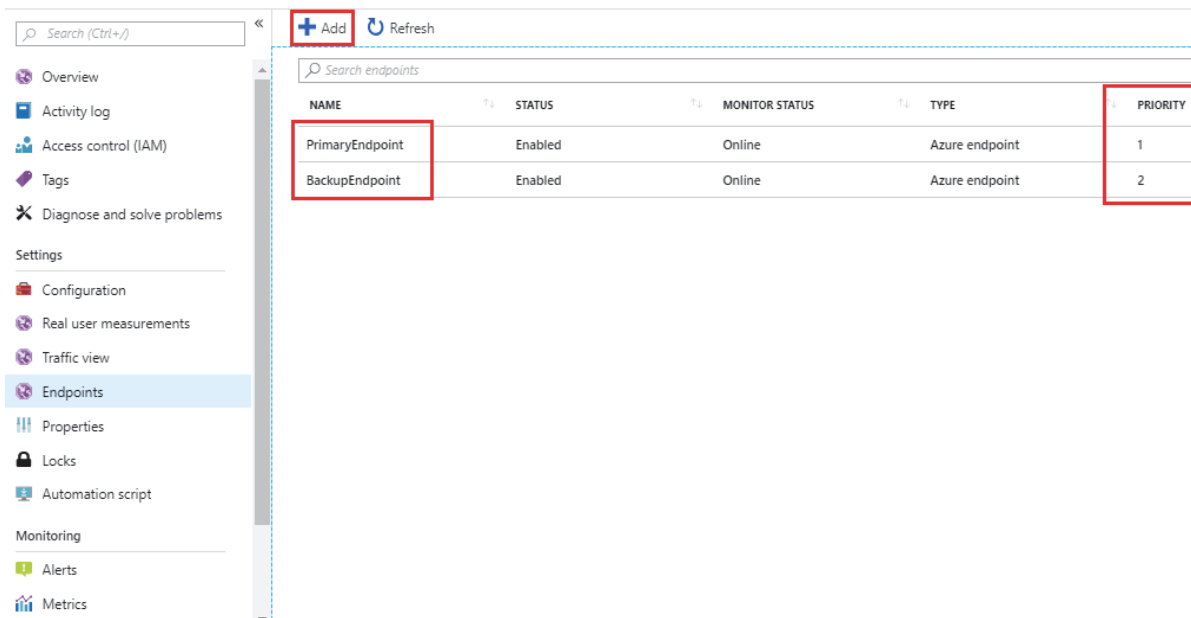 Search (Ctrl+/)
«
Add Refresh
Overview
Activity log
Access control (IAM)
Tags
Diagnose and solve problems
Settings
Configuration
Real user measurements
Traffic view
Endpoints
Properties
Locks
Automation script
Monitoring
Alerts
Metrics
Search endpoints
NAME ↑↓ STATUS ↑↓ MONITOR STATUS ↑↓ TYPE ↑↓ PRIORITY
PrimaryEndpoint Enabled Online Azure endpoint 1
BackupEndpoint Enabled Online Azure endpoint 2